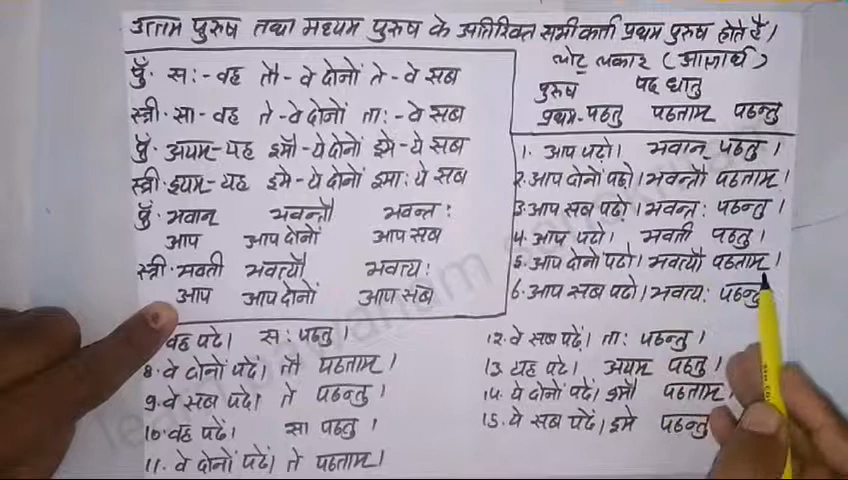 उत्तम पुरुष तथा मध्यम पुरुष के अतिरिक्त सभी कर्ता प्रथम पुरुष होते है।
लोट् लकार (आज्ञार्थ)
पुरुष पठ धातु
प्रथम-पठतु पठताम् पठन्तु
पुँ. सः-वह तौ-वे दोनों ते-वे सब
स्त्री. सा-वह ते-वे दोनों ताः-वे सब
पुँ. अयम्-यह इमौ-ये दोनों इमे-ये सब
स्त्री. इयम्-यह इमे-ये दोनों इमाः ये सब
पुँ. भवान् भवन्तौ भवन्तः
आप आप दोनों आप सब
स्त्री. भवती भवत्यौ भवत्यः
आप आप दोनों आप सब
1. आप पढो। भवान् पठतु।
2. आप दोनों पढो। भवन्तौ पठताम्।
3. आप सब पढो। भवन्तः पठन्तु।
4. आप पढो। भवती पठतु।
5. आप दोनों पढो। भवत्यौ पठताम्।
6. आप सब पढो। भवत्यः पठन्तु
वह पढे। सः पठतु।
8. वे दोनों पढें। तौ पठताम्।
9. वे सब पढें। ते पठन्तु।
10. वह पढें। सा पठतु।
11. वे दोनों पढें। ते पठताम्।
12. वे सब पढें। ताः पठन्तु।
13. यह पढे। अयम् पठतु।
14. ये दोनों पढें। इमौ पठताम्।
15. ये सब पढें। इमे पठन्तु